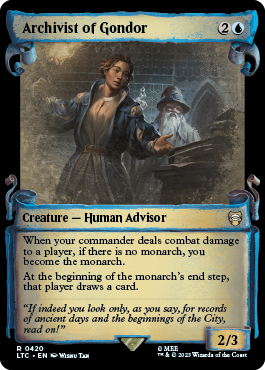 Archivist of Gondor 2
Creature — Human Advisor
When your commander deals combat damage
to a player, if there is no monarch, you
become the monarch.
At the beginning of the monarch's end step,
that player draws a card.
"If indeed you look only, as you say, for records
of ancient days and the beginnings of the City,
read on!"
2/3
R 0420
LTC • EN WISNU TAN
© MEE
™ & © 2023 Wizards of the Coast